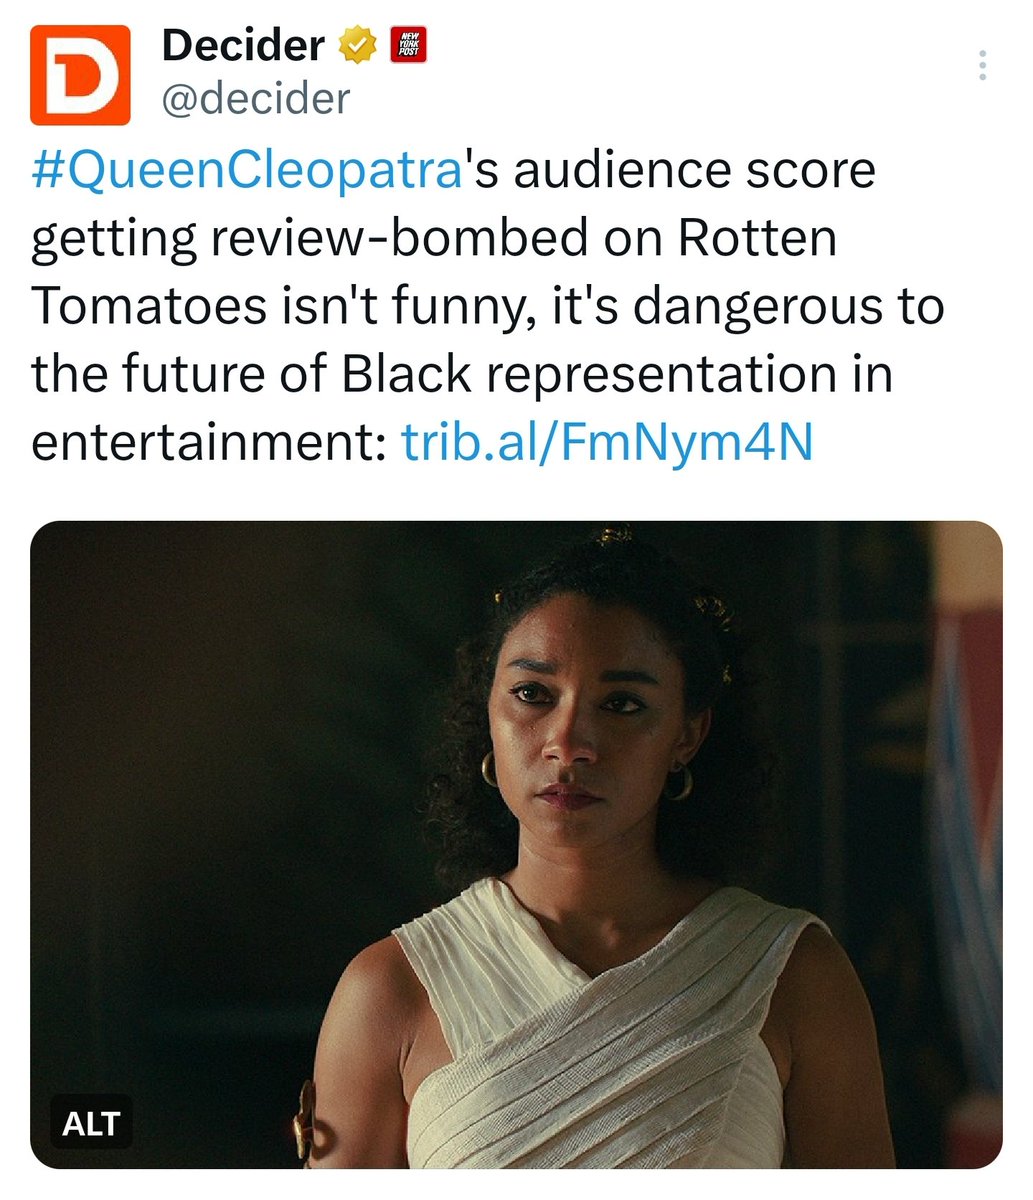 Decider
NEW
YORK
POST
@decider
#QueenCleopatra's audience score
getting review-bombed on Rotten
Tomatoes isn't funny, it's dangerous to
the future of Black representation in
entertainment: trib.al/FmNym4N
ALT